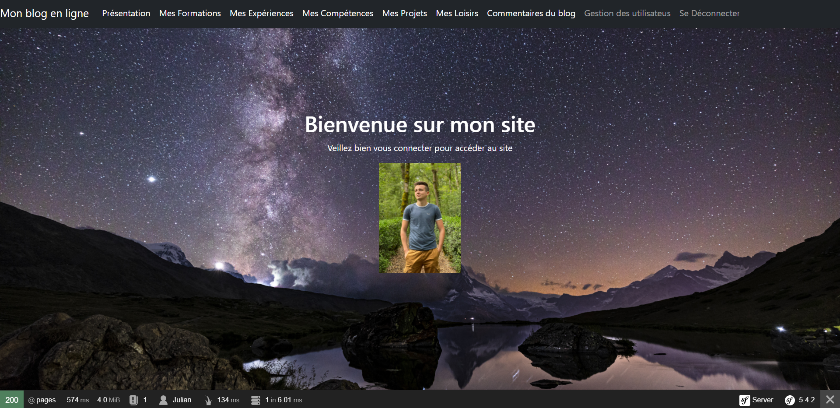 Mon blog en ligne Présentation Mes Formations Mes Expériences Mes Compétences Mes Projets Mes Loisirs Commentaires du blog Gestion des utilisateus Se Déconnecter
Bienvenue sur mon site
Veillez bien vous connecter pour accéder au site
200 @ pages 574 ms 4.0 MiB 1 Julian 134 ms 1 in 6.01 ms Server 5.4.2